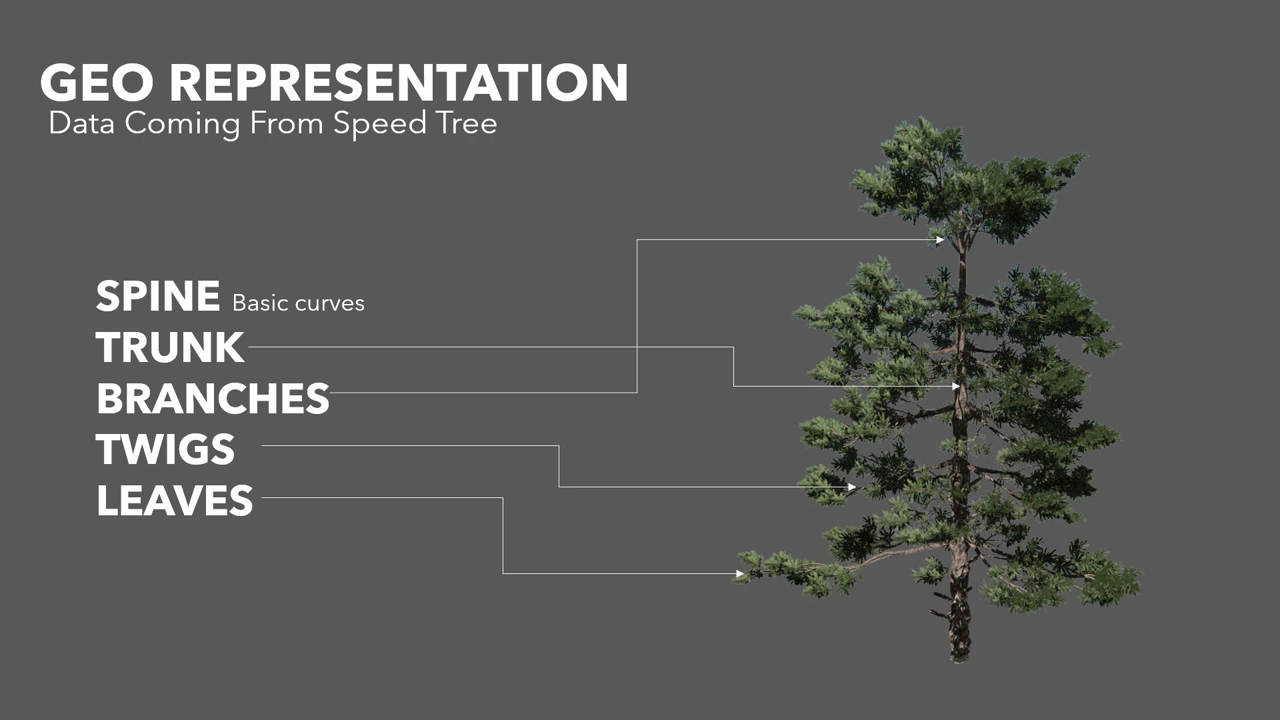 GEO REPRESENTATION
Data Coming From Speed Tree
SPINE Basic curves
TRUNK
BRANCHES
TWIGS
LEAVES